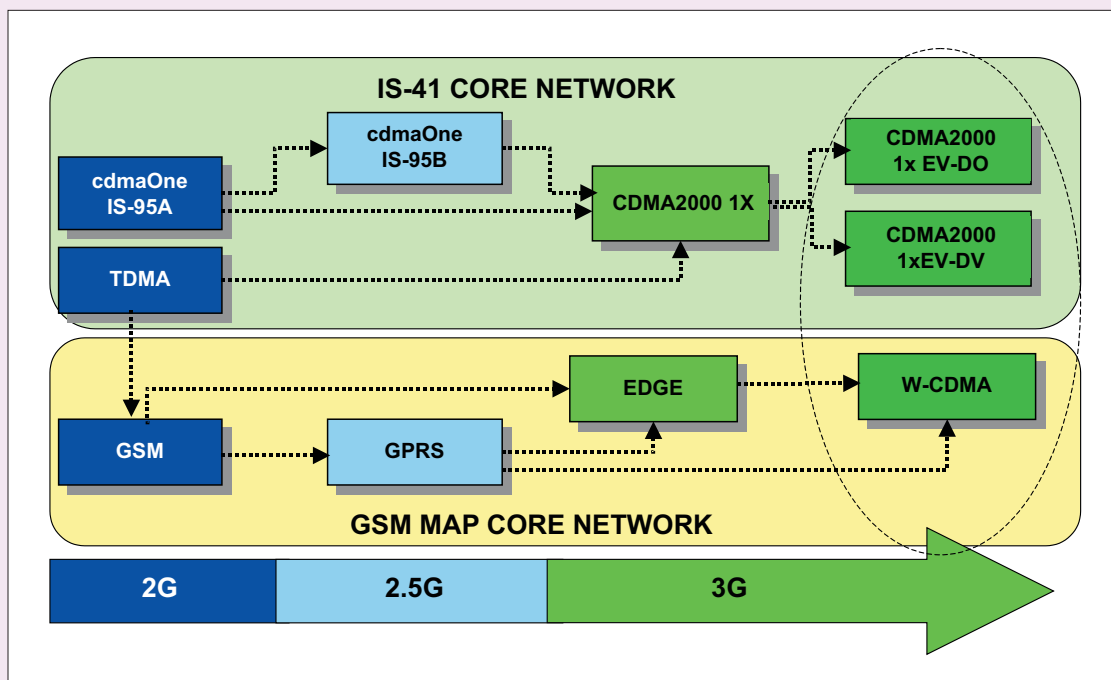 IS-41 CORE NETWORK
cdmaOne
IS-95A
cdmaOne
IS-95B
TDMA
CDMA2000 1X
CDMA2000
1x EV-DO
CDMA2000
1xEV-DV
GSM
GPRS
EDGE
W-CDMA
GSM MAP CORE NETWORK
2G
2.5G
3G